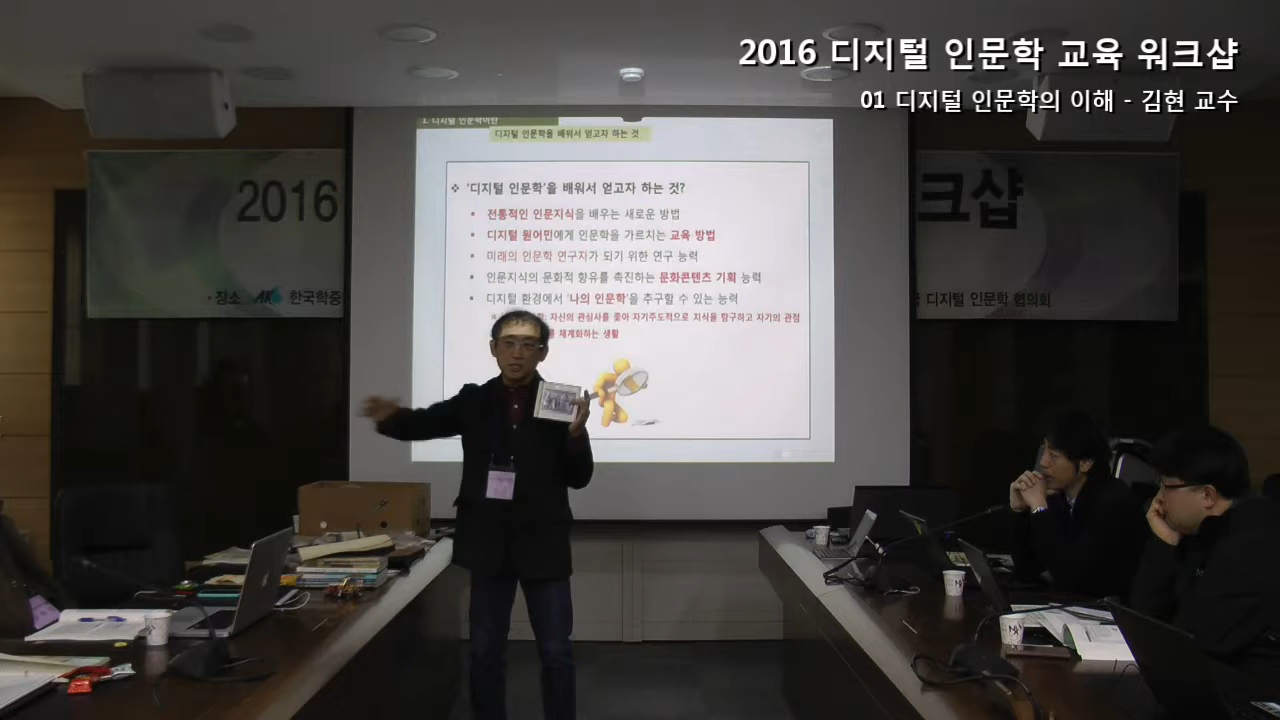 2016 디지털 인문학 교육 워크샵
01 디지털 인문학의 이해 - 김현 교수
1. 디지털 인문학이란
디지털 인문학을 배워서 얻고자 하는 것
❖ '디지털 인문학'을 배워서 얻고자 하는 것?
▪ 전통적인 인문지식을 배우는 새로운 방법
▪ 디지털 원어민에게 인문학을 가르치는 교육 방법
▪ 미래의 인문학 연구자가 되기 위한 연구 능력
▪ 인문지식의 문화적 향유를 촉진하는 문화콘텐츠 기획 능력
▪ 디지털 환경에서 '나의 인문학'을 추구할 수 있는 능력
자신의 관심사를 좇아 자기주도적으로 지식을 탐구하고 자기의 관점
체계화하는 생활
2016
크샵
• 장소 한국학중
디지털 인문학 협의회